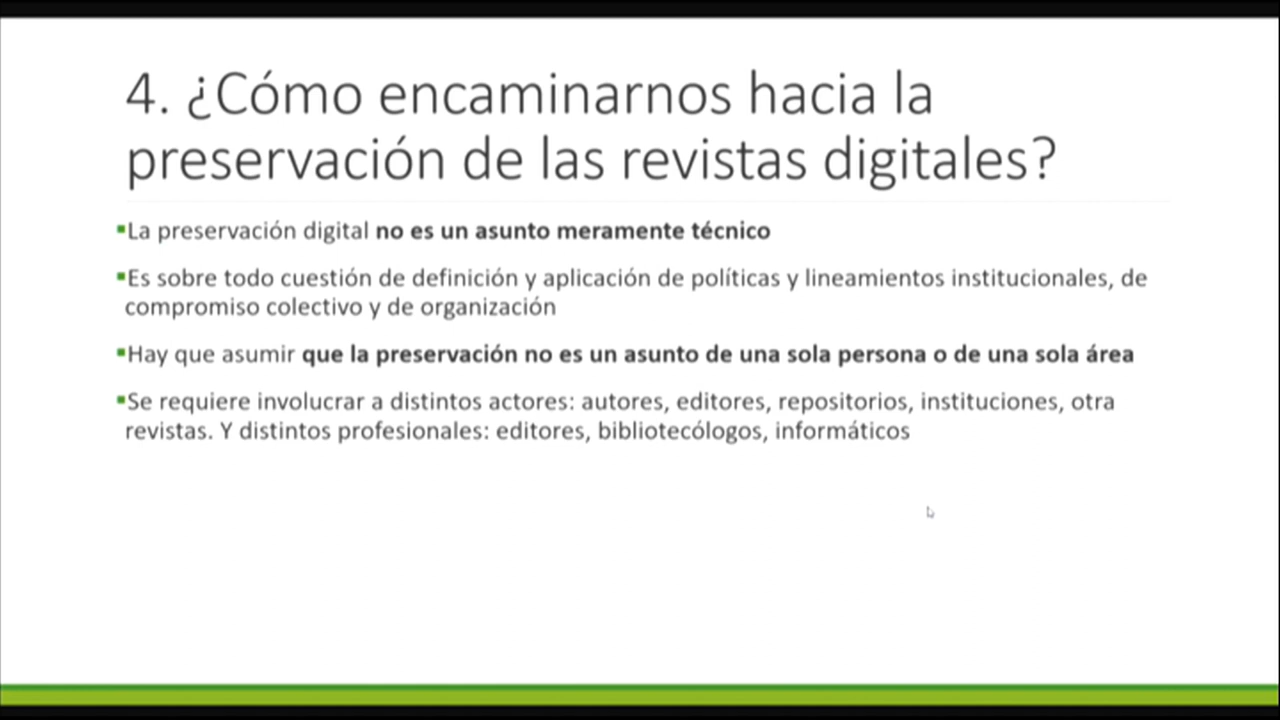 4. ¿Cómo encaminarnos hacia la
preservación de las revistas digitales?
▪La preservación digital no es un asunto meramente técnico
▪Es sobre todo cuestión de definición y aplicación de políticas y lineamientos institucionales, de
compromiso colectivo y de organización
▪Hay que asumir que la preservación no es un asunto de una sola persona o de una sola área
▪Se requiere involucrar a distintos actores: autores, editores, repositorios, instituciones, otra
revistas. Y distintos profesionales: editores, bibliotecólogos, informáticos